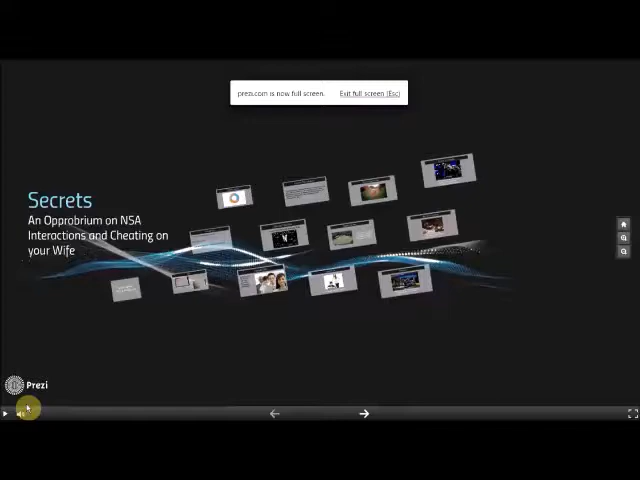 prezi.com is now full screen. Exit full screen (Esc)
Secrets
An Opprobrium on NSA
Interactions and Cheating on
your Wife
Prezi